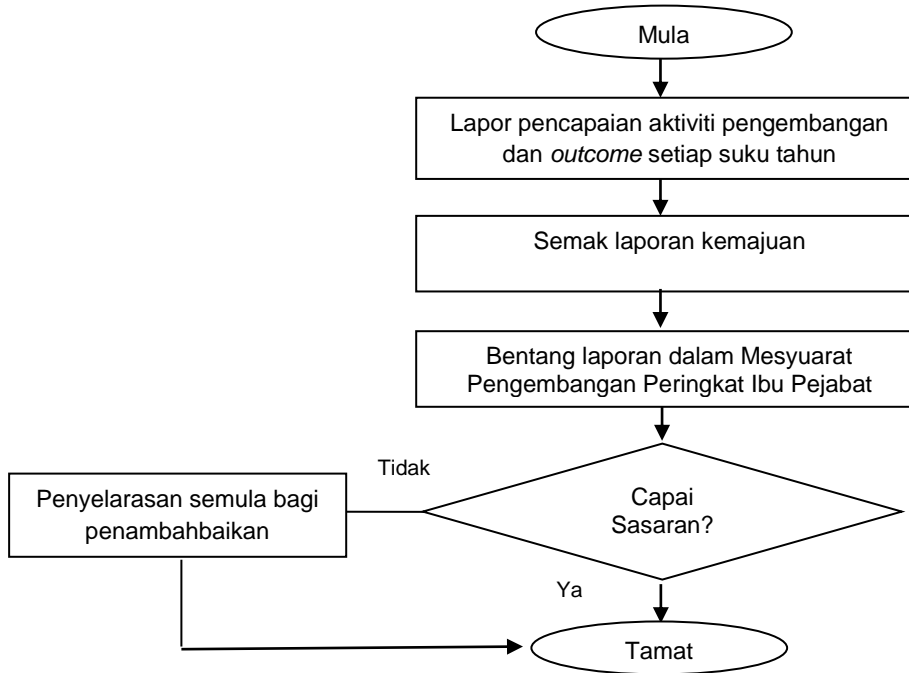 Mula
Lapor pencapaian aktiviti pengembangan
dan outcome setiap suku tahun
Semak laporan kemajuan
Bentang laporan dalam Mesyuarat
Pengembangan Peringkat Ibu Pejabat
Tidak
Capai
Sasaran?
Penyelarasan semula bagi
penambahbaikan
Ya
Tamat